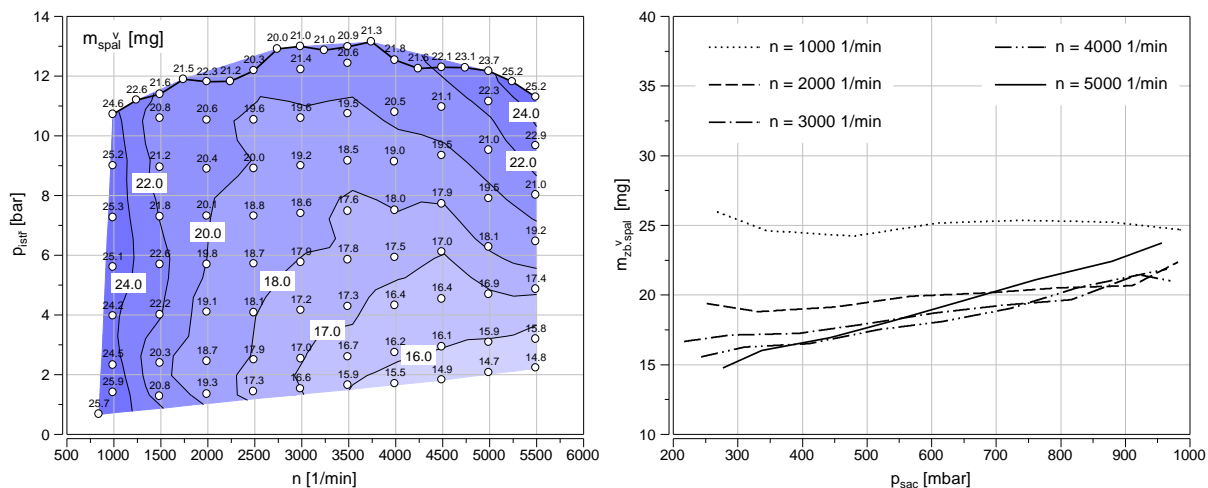 m_spal^v [mg]
14
12
10
8
6
4
2
0
p_istf [bar]
500 1000 1500 2000 2500 3000 3500 4000 4500 5000 5500 6000
n [1/min]
20.0 21.0 21.0 20.9 21.3
21.5 22.3 21.2 20.3 21.4 20.6 21.8 21.6 22.1 23.1 23.7
24.6 22.6 21.6 25.2
22.3 25.2
20.8 20.6 19.6 19.6 19.5 20.5 21.1 24.0
25.2 21.2 20.4 20.0 19.2 18.5 19.0 19.5 21.0 22.9
22.0 22.0
25.3 21.8 20.1 18.8 18.6 17.6 18.0 17.9 19.5 21.0
20.0
25.1 22.6 19.8 18.7 17.9 17.8 17.5 17.0 18.1 19.2
24.0 18.0
24.2 22.2 19.1 18.1 17.2 17.3 16.4 16.4 16.9 17.4
17.0
24.5 20.3 18.7 17.9 17.0 16.7 16.2 16.1 15.9 15.8
16.0
25.9 20.8 19.3 17.3 16.6 15.9 15.5 14.9 14.7 14.8
25.7
40
35
30
25
20
15
10
m_zb.spal^v [mg]
n = 1000 1/min
n = 2000 1/min
n = 3000 1/min
n = 4000 1/min
n = 5000 1/min
200 300 400 500 600 700 800 900 1000
p_sac [mbar]